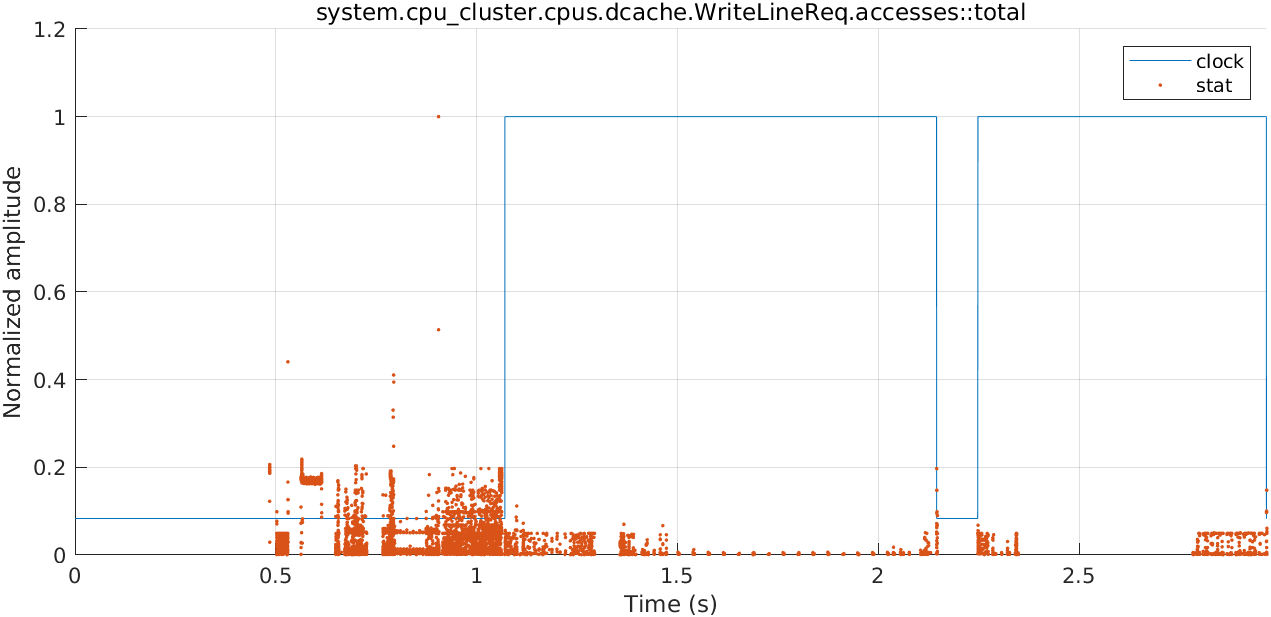 system.cpu_cluster.cpus.dcache.WriteLineReq.accesses::total
1.2
1
0.8
0.6
0.4
0.2
0
Normalized amplitude
clock
stat
0 0.5 1 1.5 2 2.5
Time (s)